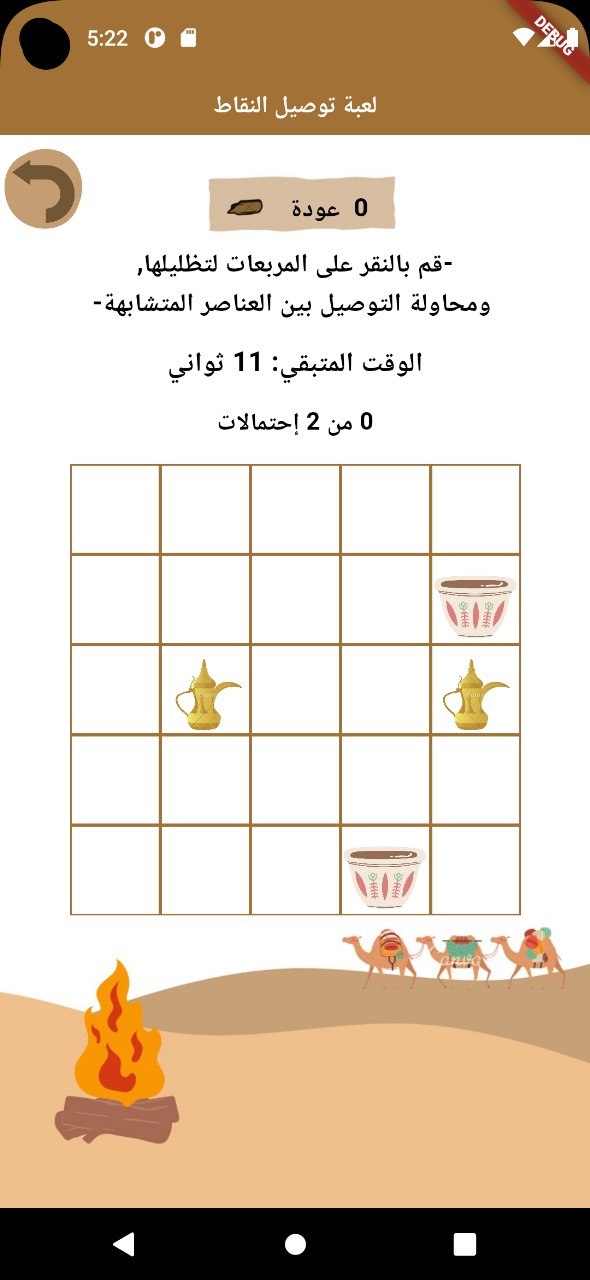 5:22
DEBUG
لعبة توصيل النقاط
0 عودة
-قم بالنقر على المربعات لتظليلها,
ومحاولة التوصيل بين العناصر المتشابهة-
الوقت المتبقي: 11 ثواني
0 من 2 إحتمالات